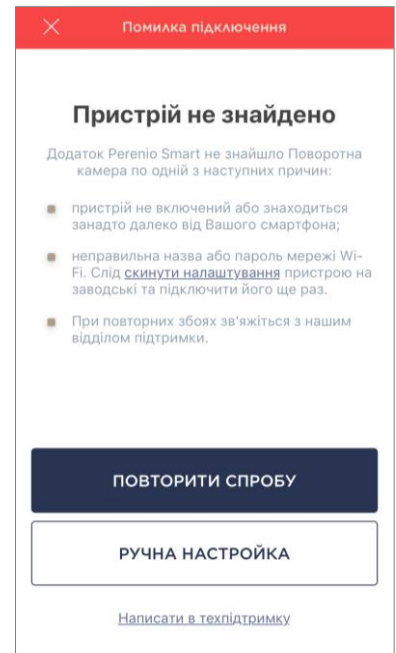 Помилка підключення
Пристрій не знайдено
Додаток Perenio Smart не знайшло Поворотна
камера по одній з наступних причин:
пристрій не включений або знаходиться
занадто далеко від Вашого смартфона;
неправильна назва або пароль мережі Wi-
Fi. Слід скинути налаштування пристрою на
заводські та підключити його ще раз.
При повторних збоях зв'яжіться з нашим
відділом підтримки.
ПОВТОРИТИ СПРОБУ
РУЧНА НАСТРОЙКА
Написати в техпідтримку